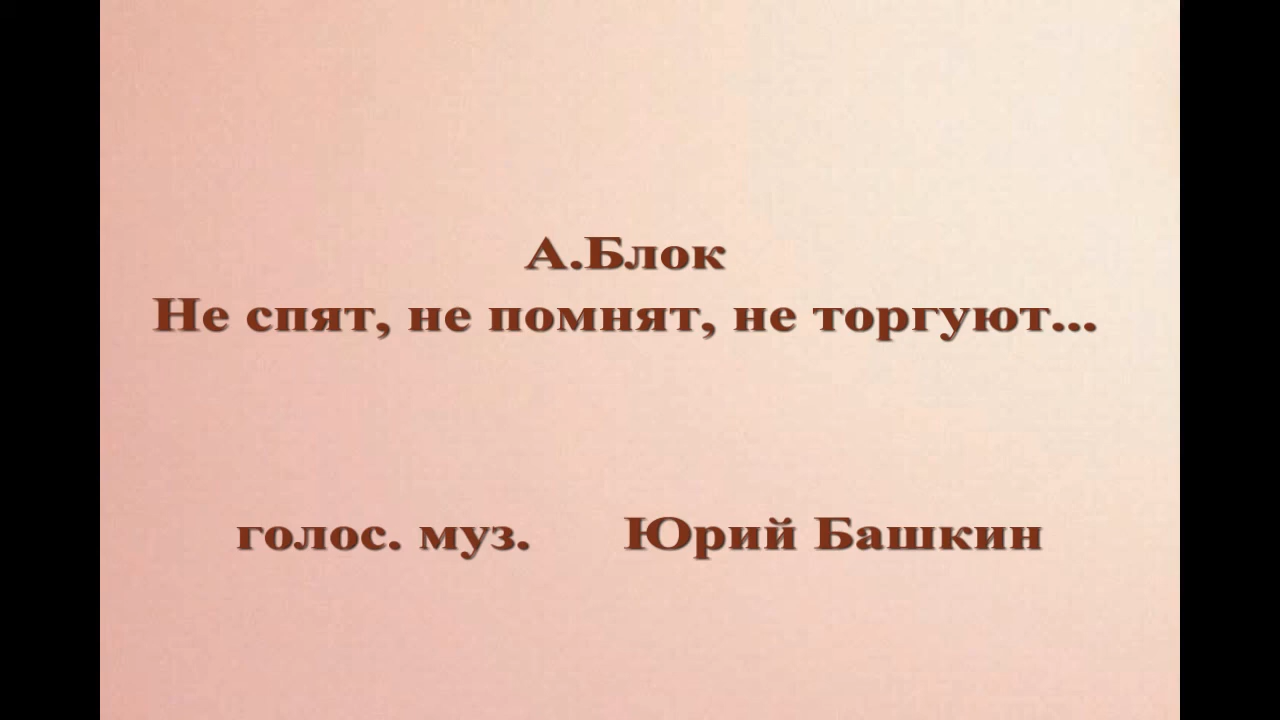 А.Блок
Не спят, не помнят, не торгуют...
голос. муз. Юрий Башкин